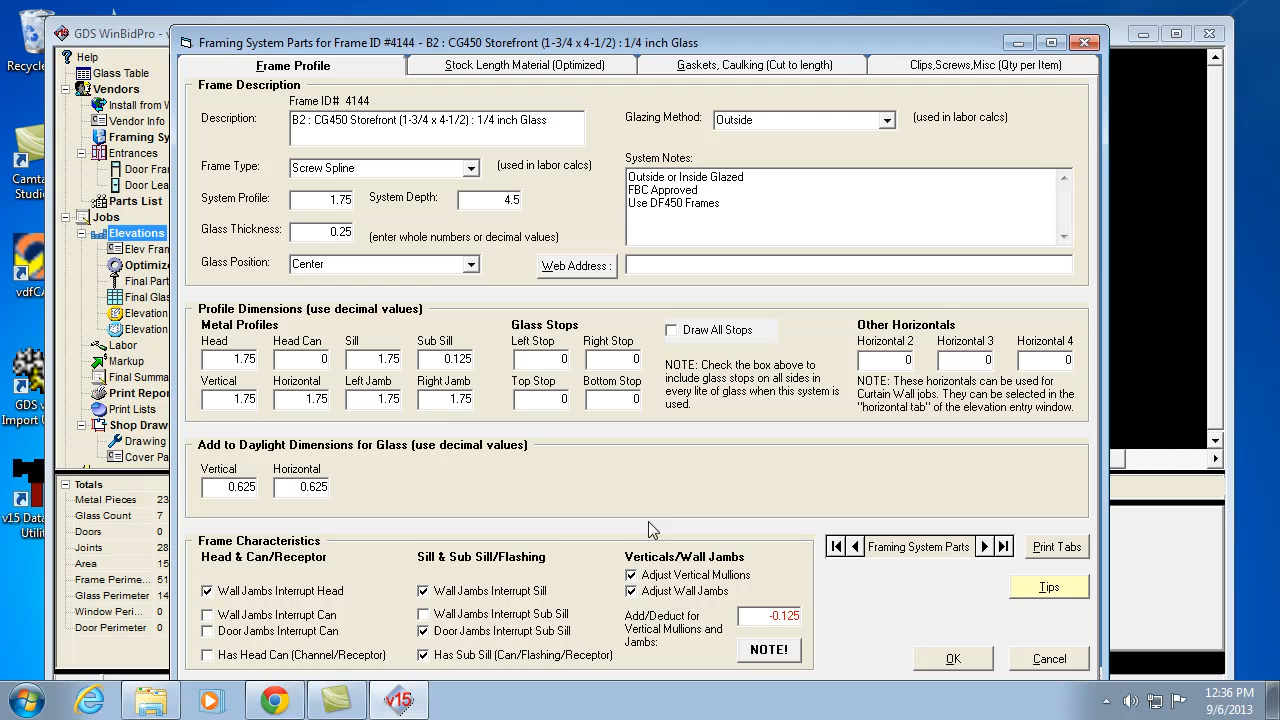 Recycle
GDS WinBidPro -
Framing System Parts for Frame ID #4144 - B2 : CG450 Storefront (1-3/4 x 4-1/2) : 1/4 inch Glass
Help
Glass Table
Vendors
Install from W
Vendor Info
Framing Sy
Entrances
Door Fra
Door Lea
Parts List
Jobs
Elevations
Elev Fram
Optimize
Final Part
Final Glas
Elevation
Elevation
Labor
Markup
Final Summa
Print Repor
Print Lists
Shop Draw
Drawing
Cover Pa
Camta
Studio
vdfCA
GDS v
Import U
v15 Data
Utilit
Totals
Metal Pieces 23
Glass Count 7
Doors 0
Joints 28
Area 15
Frame Perime... 51
Glass Perimeter 14
Window Peri... 0
Door Perimeter 0
Frame Profile
Stock Length Material (Optimized)
Gaskets, Caulking (Cut to length)
Clips,Screws,Misc (Qty per Item)
Frame Description
Frame ID# 4144
Description: B2 : CG450 Storefront (1-3/4 x 4-1/2) : 1/4 inch Glass
Glazing Method: Outside (used in labor calcs)
Frame Type: Screw Spline (used in labor calcs)
System Notes:
Outside or Inside Glazed
FBC Approved
Use DF450 Frames
System Profile: 1.75 System Depth: 4.5
Glass Thickness: 0.25 (enter whole numbers or decimal values)
Glass Position: Center
Web Address :
Profile Dimensions (use decimal values)
Metal Profiles
Head Head Can Sill Sub Sill
1.75 0 1.75 0.125
Vertical Horizontal Left Jamb Right Jamb
1.75 1.75 1.75 1.75
Glass Stops
Left Stop Right Stop
0 0
Top Stop Bottom Stop
0 0
Draw All Stops
NOTE: Check the box above to
include glass stops on all sides in
every lite of glass when this system is
used.
Other Horizontals
Horizontal 2 Horizontal 3 Horizontal 4
0 0 0
NOTE: These horizontals can be used for
Curtain Wall jobs. They can be selected in the
"horizontal tab" of the elevation entry window.
Add to Daylight Dimensions for Glass (use decimal values)
Vertical Horizontal
0.625 0.625
Frame Characteristics
Head & Can/Receptor
Wall Jambs Interrupt Head
Wall Jambs Interrupt Can
Door Jambs Interrupt Can
Has Head Can (Channel/Receptor)
Sill & Sub Sill/Flashing
Wall Jambs Interrupt Sill
Wall Jambs Interrupt Sub Sill
Door Jambs Interrupt Sub Sill
Has Sub Sill (Can/Flashing/Receptor)
Verticals/Wall Jambs
Adjust Vertical Mullions
Adjust Wall Jambs
Add/Deduct for
Vertical Mullions and
Jambs:
-0.125
NOTE!
Framing System Parts
Print Tabs
Tips
OK
Cancel
v15
12:36 PM
9/6/2013